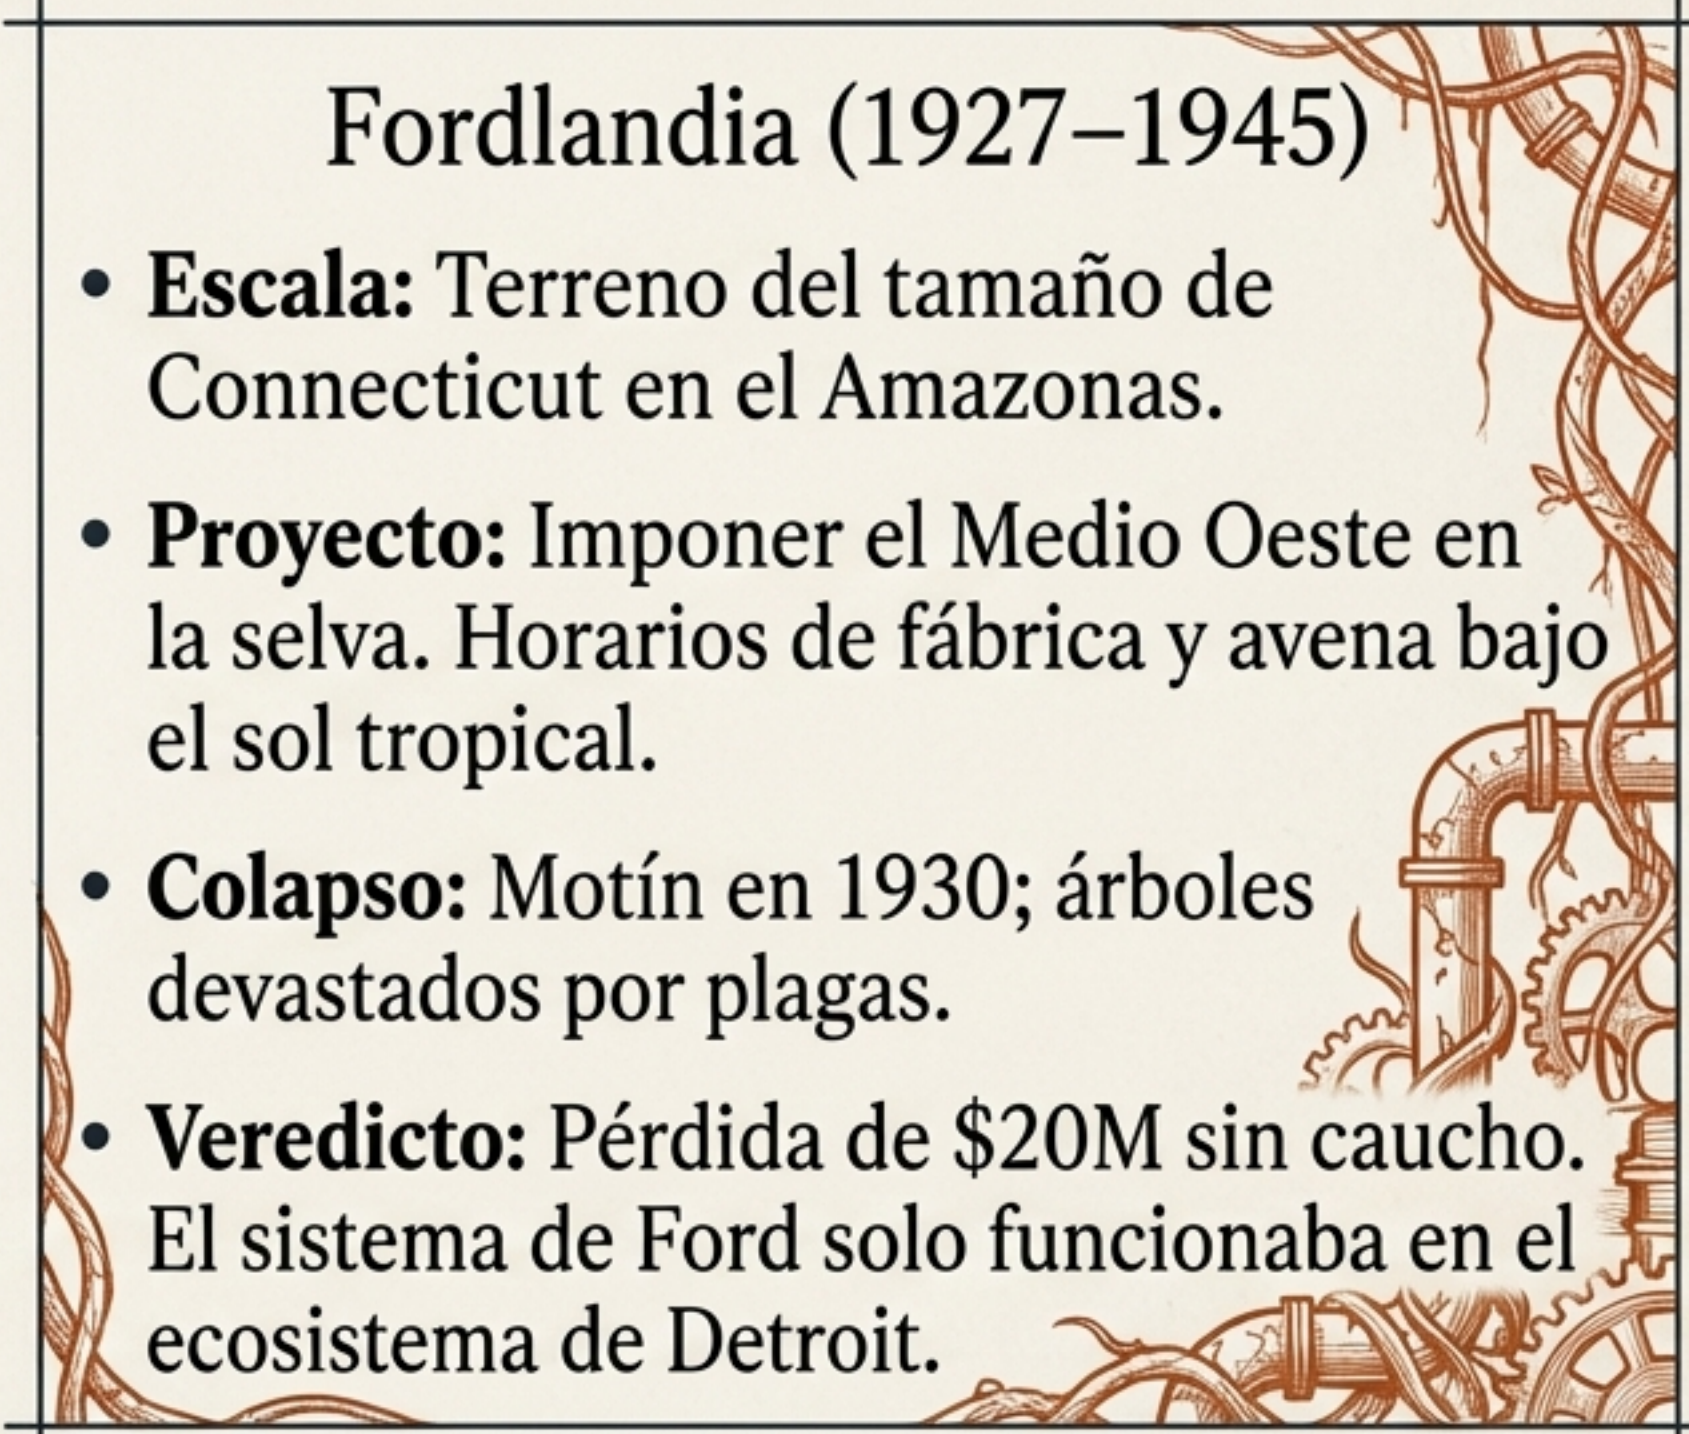 Fordlandia (1927–1945)
• Escala: Terreno del tamaño de
Connecticut en el Amazonas.
• Proyecto: Imponer el Medio Oeste en
la selva. Horarios de fábrica y avena bajo
el sol tropical.
• Colapso: Motín en 1930; árboles
devastados por plagas.
• Veredicto: Pérdida de $20M sin caucho.
El sistema de Ford solo funcionaba en el
ecosistema de Detroit.